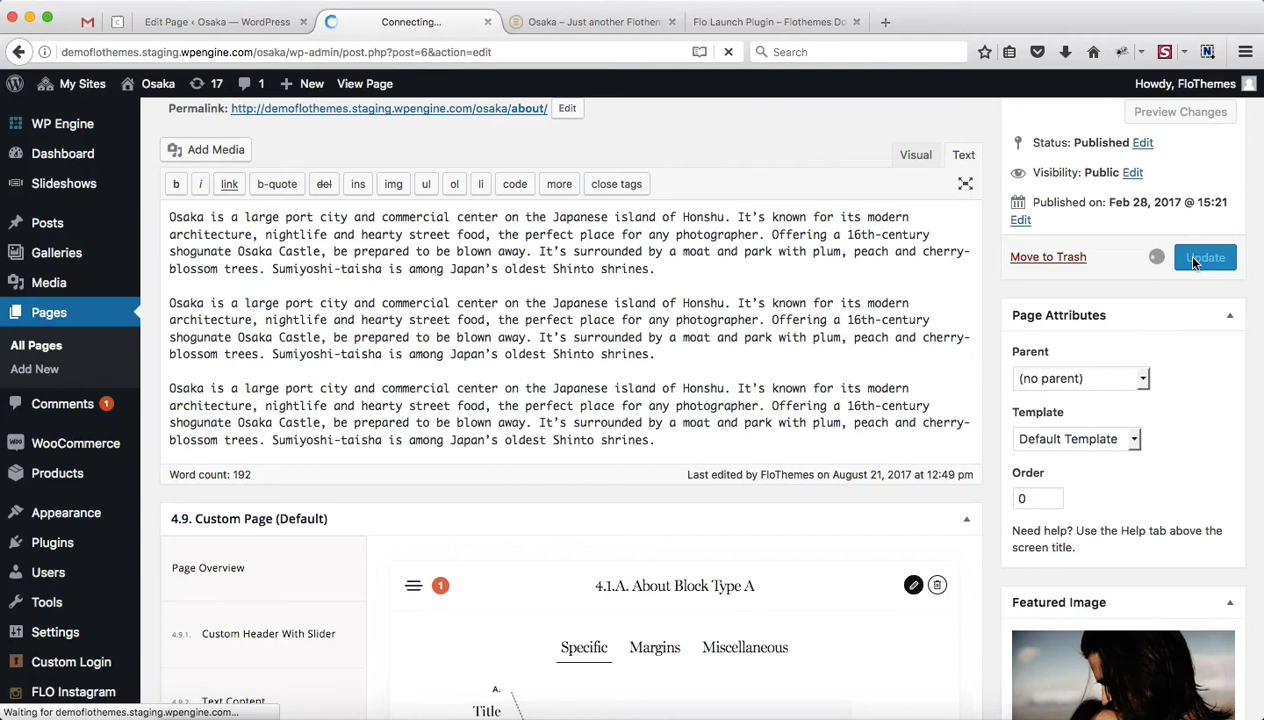 Edit Page ‹ Osaka — WordPress
Connecting...
Osaka – Just another Flothem
Flo Launch Plugin – Flothemes Do
demoflothemes.staging.wpengine.com/osaka/wp-admin/post.php?post=6&action=edit
Search
My Sites
Osaka
17
1
New
View Page
Howdy, FloThemes
WP Engine
Dashboard
Slideshows
Posts
Galleries
Media
Pages
All Pages
Add New
Comments 1
WooCommerce
Products
Appearance
Plugins
Users
Tools
Settings
Custom Login
FLO Instagram
Permalink: http://demoflothemes.staging.wpengine.com/osaka/about/ Edit
Add Media
Visual
Text
b
i
link
b-quote
del
ins
img
ul
ol
li
code
more
close tags
Osaka is a large port city and commercial center on the Japanese island of Honshu. It’s known for its modern
architecture, nightlife and hearty street food, the perfect place for any photographer. Offering a 16th-century
shogunate Osaka Castle, be prepared to be blown away. It’s surrounded by a moat and park with plum, peach and cherry-
blossom trees. Sumiyoshi-taisha is among Japan’s oldest Shinto shrines.
Osaka is a large port city and commercial center on the Japanese island of Honshu. It’s known for its modern
architecture, nightlife and hearty street food, the perfect place for any photographer. Offering a 16th-century
shogunate Osaka Castle, be prepared to be blown away. It’s surrounded by a moat and park with plum, peach and cherry-
blossom trees. Sumiyoshi-taisha is among Japan’s oldest Shinto shrines.
Osaka is a large port city and commercial center on the Japanese island of Honshu. It’s known for its modern
architecture, nightlife and hearty street food, the perfect place for any photographer. Offering a 16th-century
shogunate Osaka Castle, be prepared to be blown away. It’s surrounded by a moat and park with plum, peach and cherry-
blossom trees. Sumiyoshi-taisha is among Japan’s oldest Shinto shrines.
Word count: 192
Last edited by FloThemes on August 21, 2017 at 12:49 pm
4.9. Custom Page (Default)
Page Overview
4.9.1. Custom Header With Slider
4.9.2. Text Content
1
4.1.A. About Block Type A
Specific
Margins
Miscellaneous
A.
Title
Preview Changes
Status: Published Edit
Visibility: Public Edit
Published on: Feb 28, 2017 @ 15:21
Edit
Move to Trash
Update
Page Attributes
Parent
(no parent)
Template
Default Template
Order
0
Need help? Use the Help tab above the
screen title.
Featured Image
Waiting for demoflothemes.staging.wpengine.com...